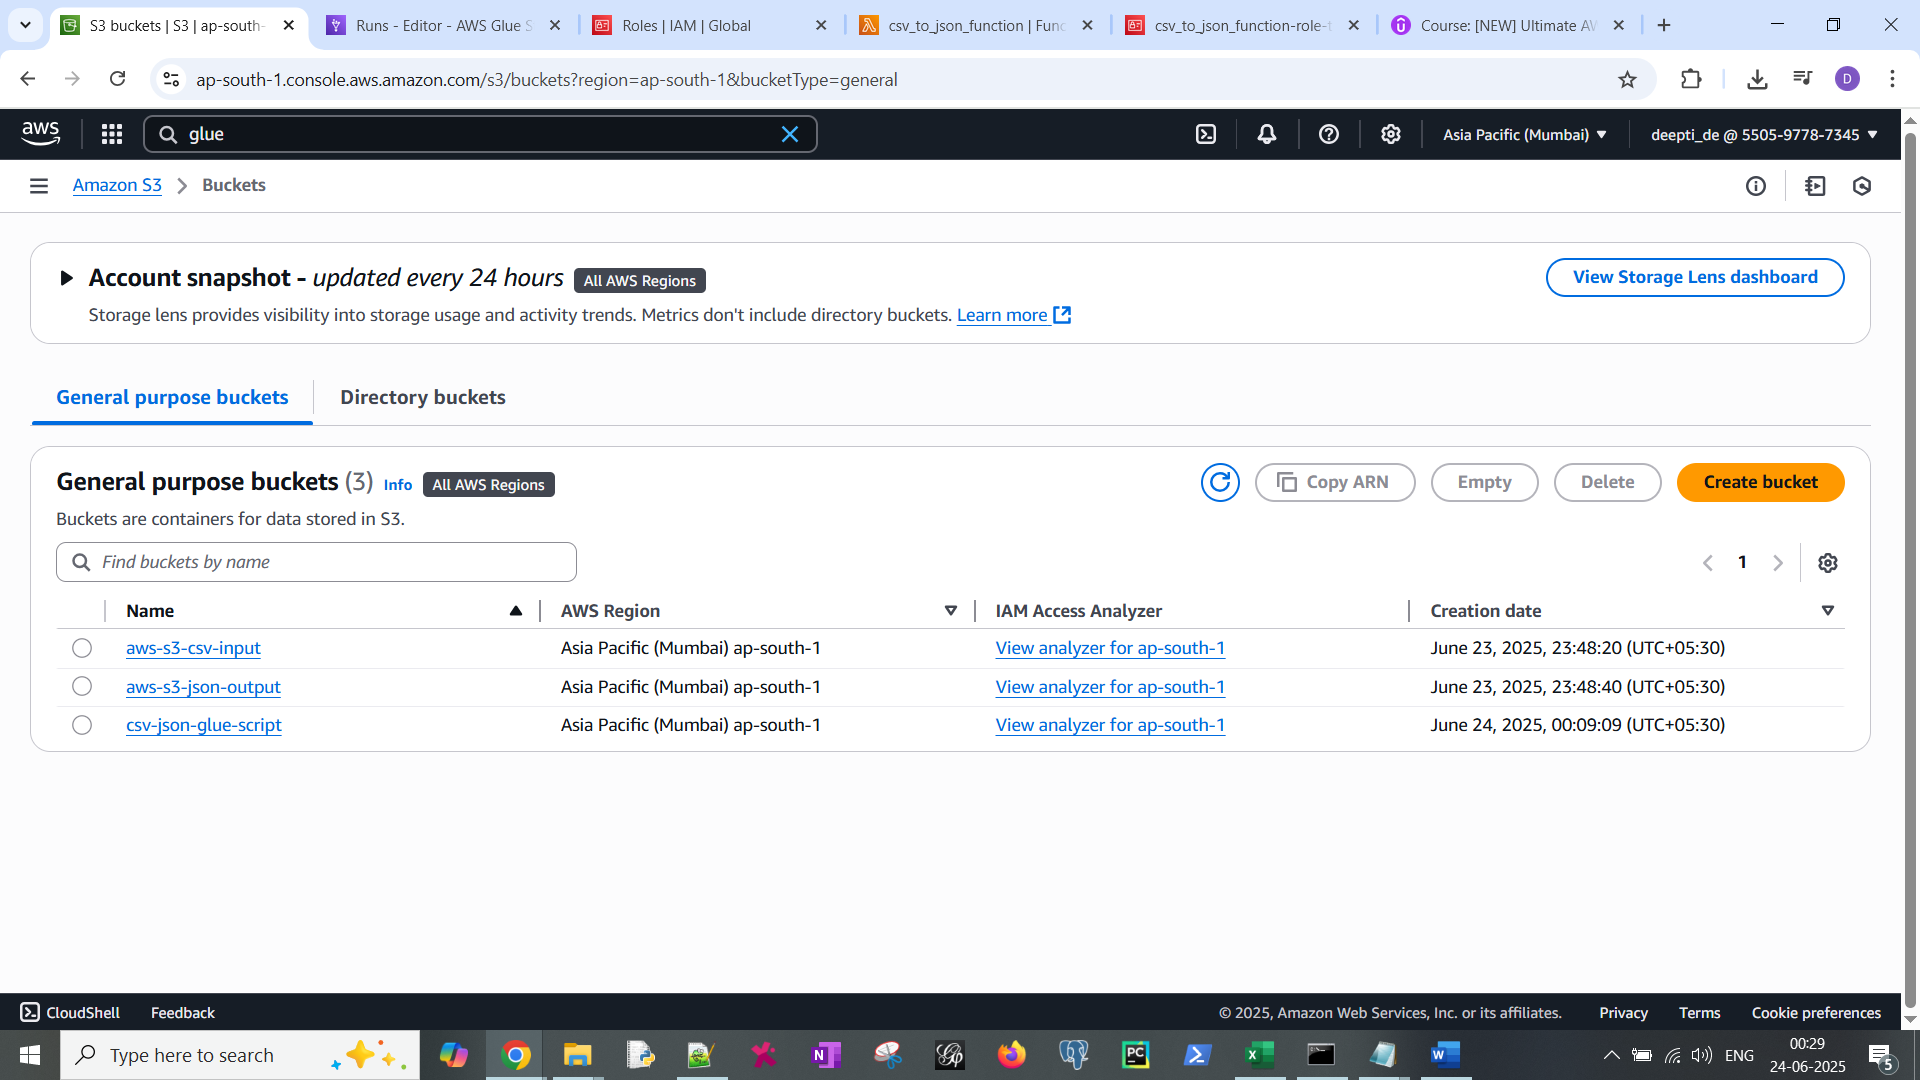 S3 buckets | S3 | ap-south-
Runs - Editor - AWS Glue S
Roles | IAM | Global
csv_to_json_function | Func
csv_to_json_function-role-t
Course: [NEW] Ultimate AW
ap-south-1.console.aws.amazon.com/s3/buckets?region=ap-south-1&bucketType=general
D
aws
glue
Asia Pacific (Mumbai)
deepti_de @ 5505-9778-7345
Amazon S3 > Buckets
Account snapshot - updated every 24 hours All AWS Regions
View Storage Lens dashboard
Storage lens provides visibility into storage usage and activity trends. Metrics don't include directory buckets. Learn more
General purpose buckets
Directory buckets
General purpose buckets (3) Info All AWS Regions
Copy ARN
Empty
Delete
Create bucket
Buckets are containers for data stored in S3.
Find buckets by name
1
Name AWS Region IAM Access Analyzer Creation date
aws-s3-csv-input Asia Pacific (Mumbai) ap-south-1 View analyzer for ap-south-1 June 23, 2025, 23:48:20 (UTC+05:30)
aws-s3-json-output Asia Pacific (Mumbai) ap-south-1 View analyzer for ap-south-1 June 23, 2025, 23:48:40 (UTC+05:30)
csv-json-glue-script Asia Pacific (Mumbai) ap-south-1 View analyzer for ap-south-1 June 24, 2025, 00:09:09 (UTC+05:30)
CloudShell Feedback
© 2025, Amazon Web Services, Inc. or its affiliates. Privacy Terms Cookie preferences
Type here to search
ENG
00:29
24-06-2025
5